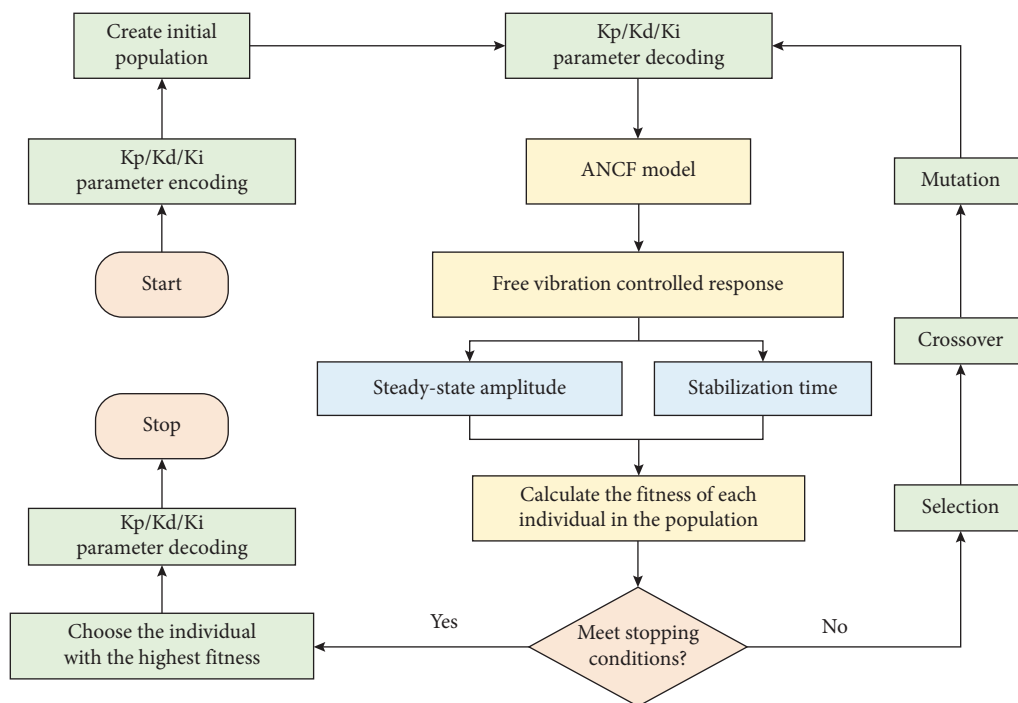 Create initial
population
Kp/Kd/Ki
parameter decoding
Kp/Kd/Ki
parameter encoding
ANCF model
Mutation
Start
Free vibration controlled response
Crossover
Steady-state amplitude
Stabilization time
Stop
Calculate the fitness of each
individual in the population
Selection
Kp/Kd/Ki
parameter decoding
Choose the individual
with the highest fitness
Yes
Meet stopping
conditions?
No